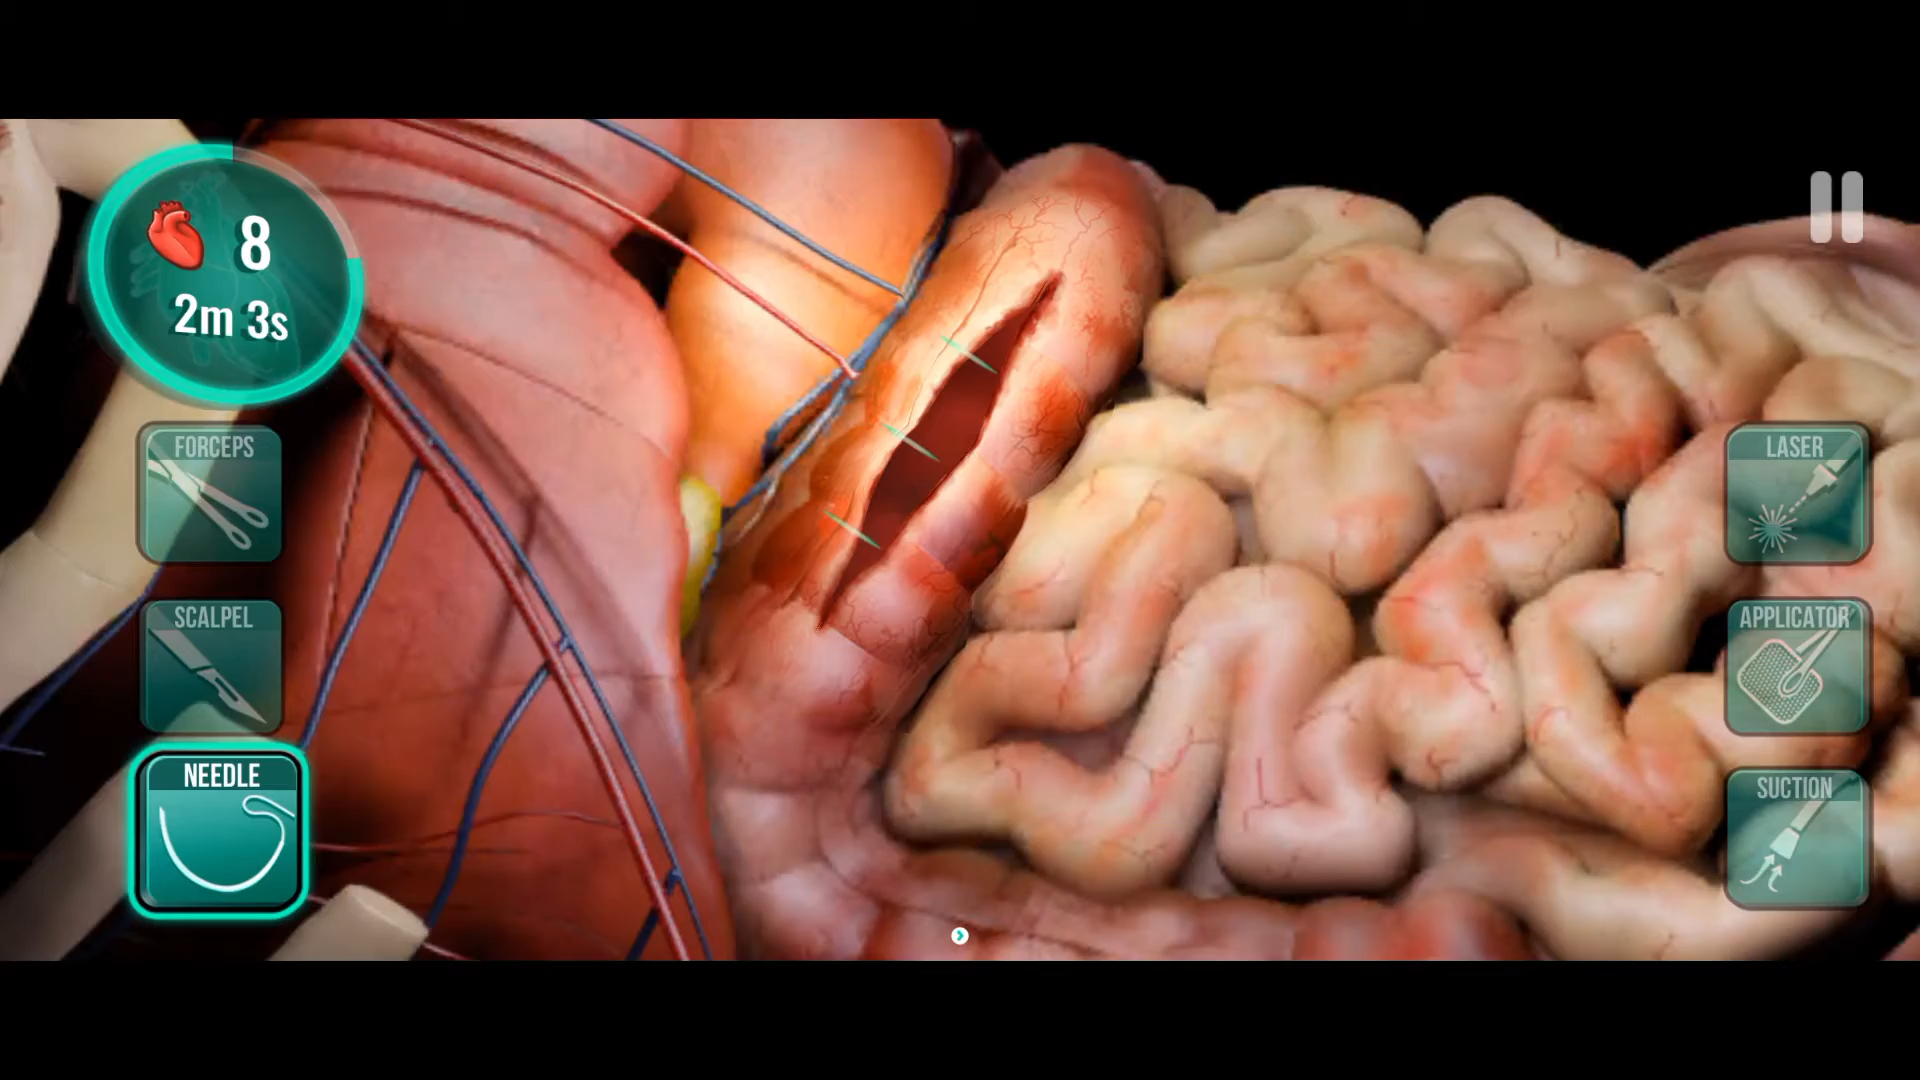 8
2m 3s
FORCEPS
SCALPEL
NEEDLE
LASER
APPLICATOR
SUCTION